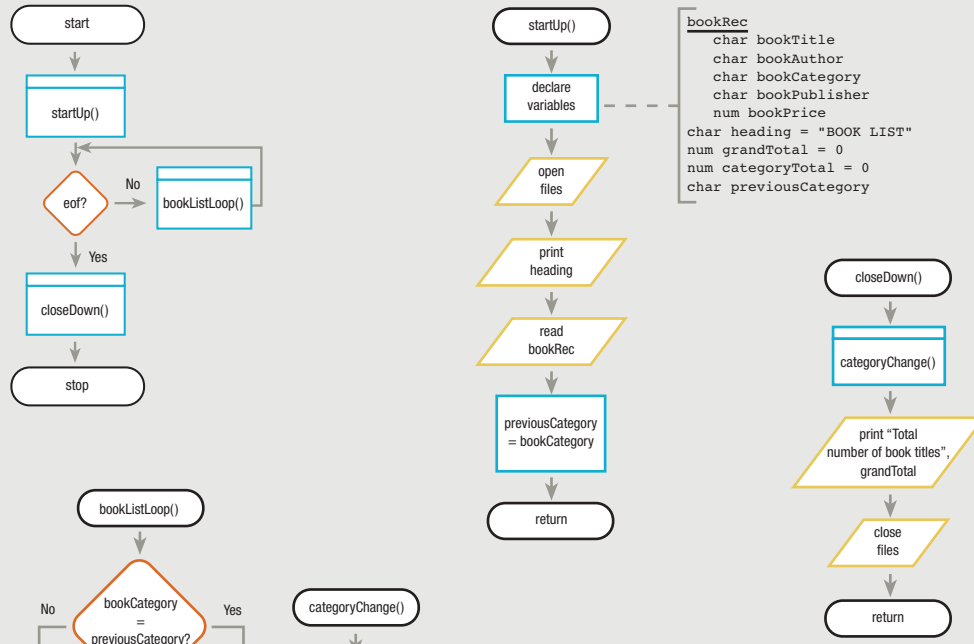 start
startUp()
eof?
No
bookListLoop()
Yes
closeDown()
stop
startUp()
declare
variables
bookRec
char bookTitle
char bookAuthor
char bookCategory
char bookPublisher
num bookPrice
char heading = "BOOK LIST"
num grandTotal = 0
num categoryTotal = 0
char previousCategory
open
files
print
heading
read
bookRec
previousCategory
= bookCategory
return
closeDown()
categoryChange()
print “Total
number of book titles”,
grandTotal
close
files
return
bookListLoop()
No
bookCategory
=
previousCategory?
Yes
categoryChange()